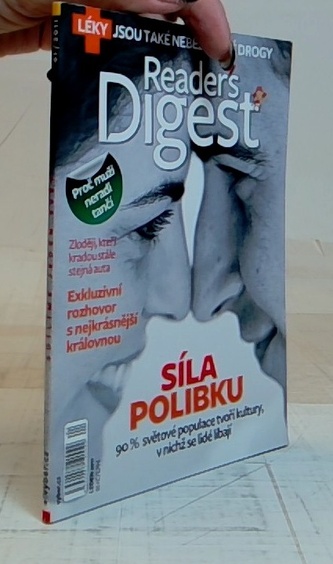 LÉKY JSOU TAKÉ DROGY
Reader's
Digest
Proč muži
neradi
tančí
Zloději, kteří
kradou stále
stejná auta
Exkluzivní
rozhovor
s nejkrásnější
královnou
SÍLA
POLIBKU
90 % světové populace tvoří kultury,
v nichž se lidé líbají